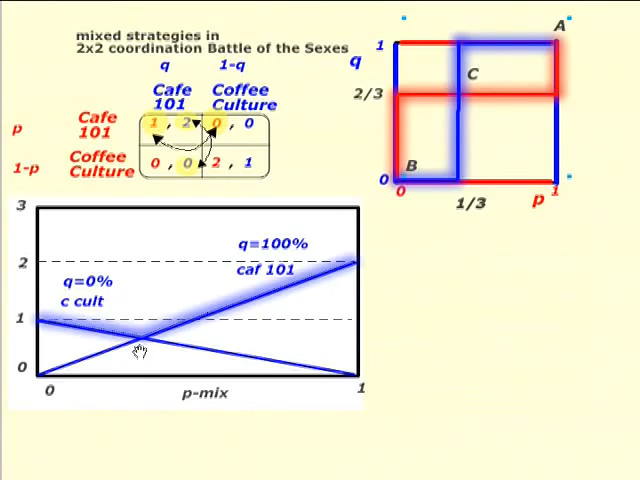 mixed strategies in
2x2 coordination Battle of the Sexes
q 1-q
Cafe 101 Coffee Culture
p Cafe 101 1 , 2 0 , 0
1-p Coffee Culture 0 , 0 2 , 1
q 1 A
C
2/3
B
0
0 1/3 p 1
3
2
1
0
q=100%
caf 101
q=0%
c cult
0 p-mix 1